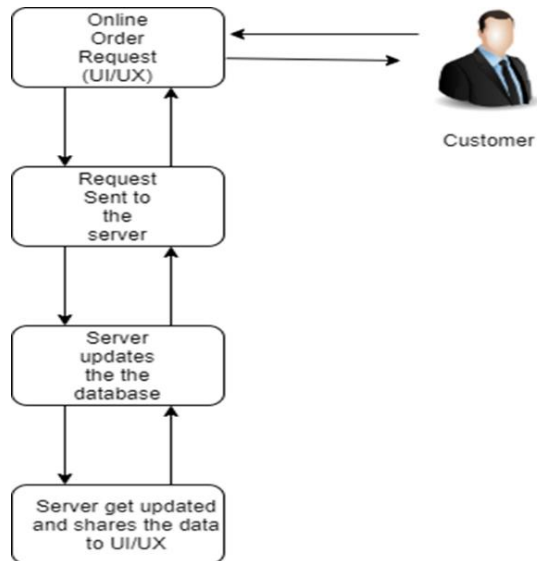 Online
Order
Request
(UI/UX)
Customer
Request
Sent to
the
server
Server
updates
the the
database
Server get updated
and shares the data
to UI/UX